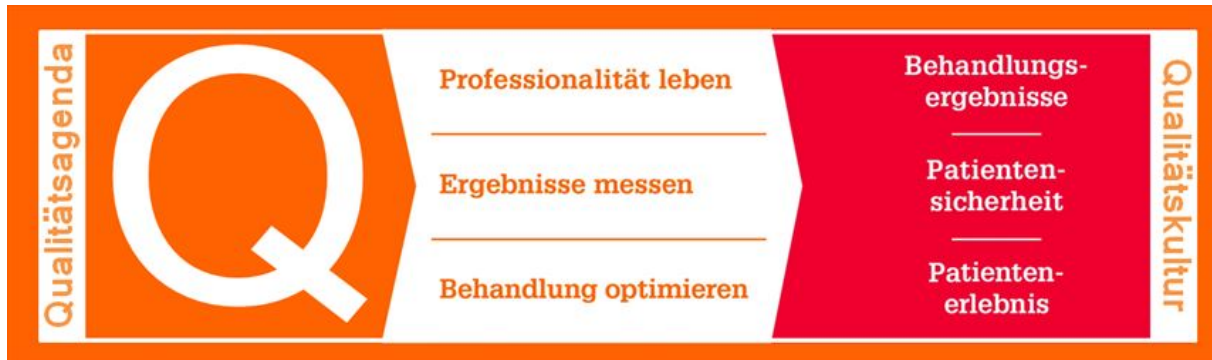 Qualitätsagenda
Q
Professionalität leben
Ergebnisse messen
Behandlung optimieren
Behandlungs-
ergebnisse
Patienten-
sicherheit
Patienten-
erlebnis
Qualitätskultur